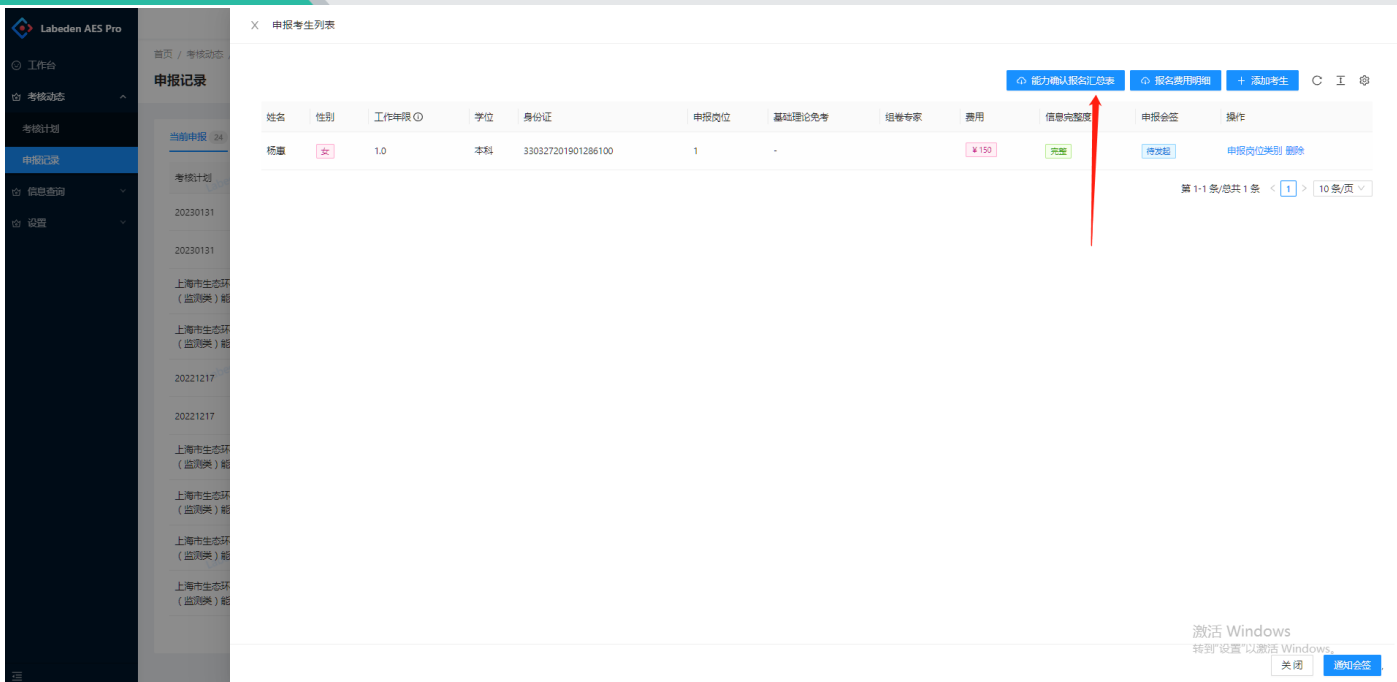 Labeden AES Pro
工作台
考核动态
考核计划
申报记录
信息查询
设置
首页 / 考核动态 /
申报记录
当前申报 24
考核计划
20230131
20230131
上海市生态环
（监测类）能
上海市生态环
（监测类）能
20221217
20221217
上海市生态环
（监测类）能
上海市生态环
（监测类）能
上海市生态环
（监测类）能
上海市生态环
（监测类）能
X 申报考生列表
能力确认报名汇总表 报名费用明细 + 添加考生
姓名 性别 工作年限 学位 身份证 申报岗位 基础理论免考 组卷专家 费用 信息完整度 申报会签 操作
杨惠 女 1.0 本科 330327201901286100 1 - ¥ 150 完整 待发起 申报岗位类别 删除
第 1-1 条/总共 1 条 < 1 > 10 条/页
激活 Windows
转到"设置"以激活 Windows。
关闭 通知会签